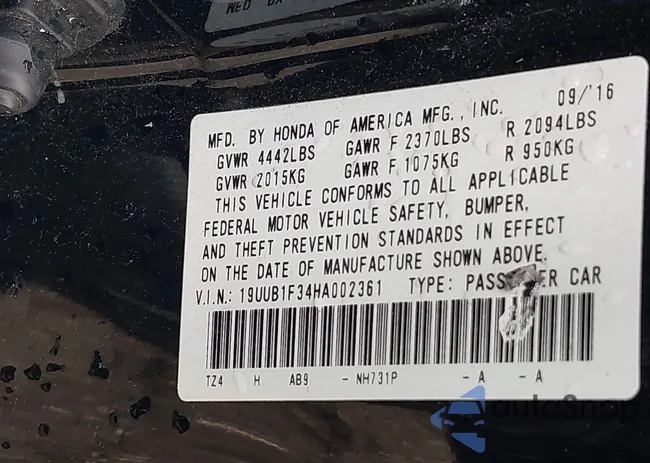 MFD. BY HONDA OF AMERICA MFG., INC. 09/'16
GVWR 4442LBS GAWR F 2370LBS R 2094LBS
GVWR 2015KG GAWR F 1075KG R 950KG
THIS VEHICLE CONFORMS TO ALL APPLICABLE
FEDERAL MOTOR VEHICLE SAFETY, BUMPER,
AND THEFT PREVENTION STANDARDS IN EFFECT
ON THE DATE OF MANUFACTURE SHOWN ABOVE.
V.I.N.: 19UUB1F34HA002361 TYPE: CAR
TZ4 H AB9 - NH731P - A - A
AutoSnap